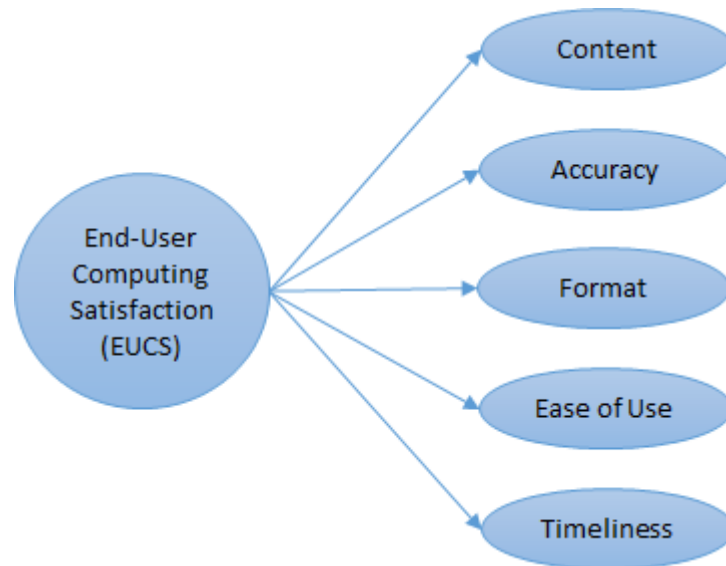 End-User
Computing
Satisfaction
(EUCS)
Content
Accuracy
Format
Ease of Use
Timeliness